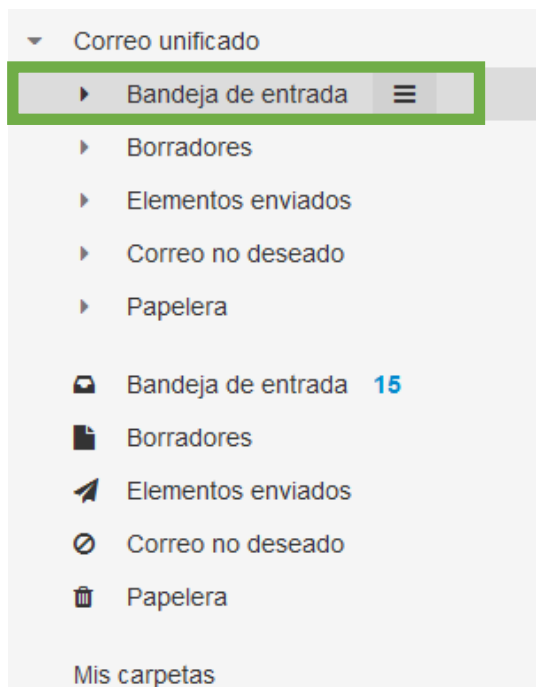 Correo unificado
Bandeja de entrada
Borradores
Elementos enviados
Correo no deseado
Papelera
Bandeja de entrada 15
Borradores
Elementos enviados
Correo no deseado
Papelera
Mis carpetas